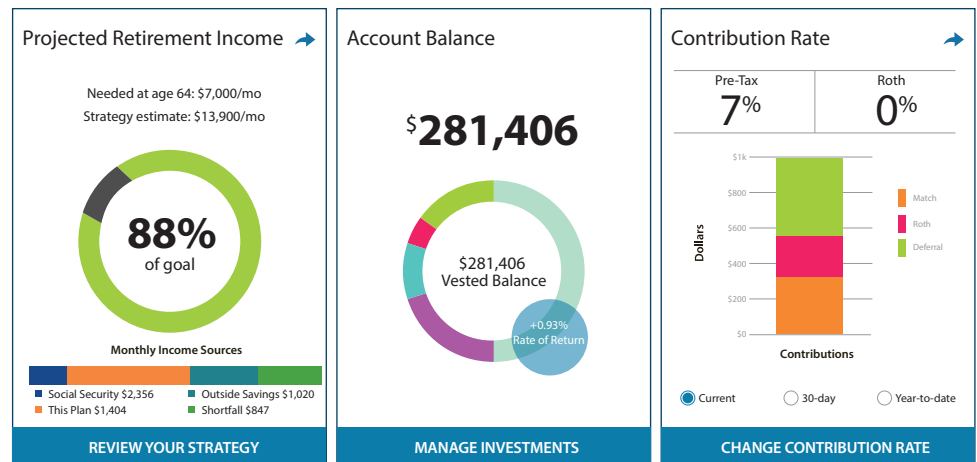 Projected Retirement Income
Needed at age 64: $7,000/mo
Strategy estimate: $13,900/mo
88%
of goal
Monthly Income Sources
Social Security $2,356
Outside Savings $1,020
This Plan $1,404
Shortfall $847
REVIEW YOUR STRATEGY
Account Balance
$281,406
$281,406
Vested Balance
+0.93%
Rate of Return
MANAGE INVESTMENTS
Contribution Rate
Pre-Tax
7%
Roth
0%
Dollars
$1k
$800
$600
$400
$200
$0
Match
Roth
Deferral
Contributions
Current
30-day
Year-to-date
CHANGE CONTRIBUTION RATE